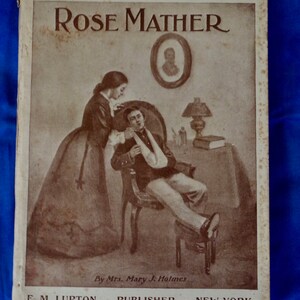 ROSE MATHER
By Mrs. Mary J. Holmes
F. M. LUPTON PUBLISHER NEW YORK